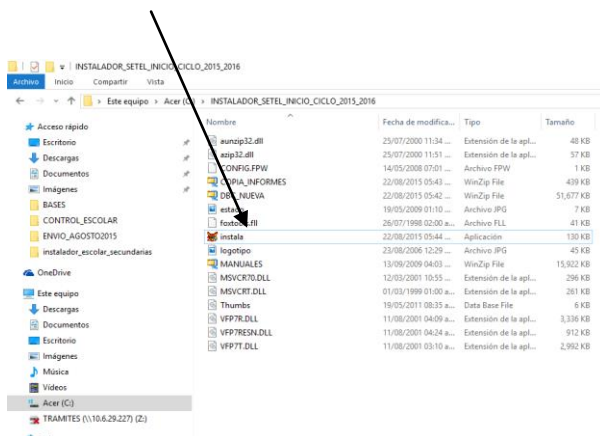 INSTALADOR_SETEL_INICIO_CICLO_2015_2016
Archivo Inicio Compartir Vista
Este equipo > Acer (C:) > INSTALADOR_SETEL_INICIO_CICLO_2015_2016
Nombre Fecha de modifica... Tipo Tamaño
Acceso rápido
Escritorio
Descargas
Documentos
Imágenes
BASES
CONTROL_ESCOLAR
ENVIO_AGOSTO2015
instalador_escolar_secundarias
OneDrive
Este equipo
Descargas
Documentos
Escritorio
Imágenes
Música
Vídeos
Acer (C:)
TRAMITES (\\10.6.29.227) (Z:)
aunzip32.dll 25/07/2000 11:34 ... Extensión de la apl... 48 KB
azip32.dll 25/07/2000 11:51 ... Extensión de la apl... 57 KB
CONFIG.FPW 14/05/2008 07:01 ... Archivo FPW 1 KB
COPIA_INFORMES 22/08/2015 05:43 ... WinZip File 439 KB
DBC_NUEVA 22/08/2015 05:42 ... WinZip File 51,677 KB
estado 19/05/2009 01:10 ... Archivo JPG 7 KB
foxtools.fll 26/07/1998 02:00 a... Archivo FLL 41 KB
instala 22/08/2015 05:44 ... Aplicación 130 KB
logotipo 23/08/2006 12:29 ... Archivo JPG 45 KB
MANUALES 13/09/2009 04:03 ... WinZip File 15,922 KB
MSVCR70.DLL 12/03/2001 10:55 ... Extensión de la apl... 296 KB
MSVCRT.DLL 01/03/1999 01:00 a... Extensión de la apl... 261 KB
Thumbs 19/05/2011 08:35 a... Data Base File 6 KB
VFP7R.DLL 11/08/2001 04:09 a... Extensión de la apl... 3,336 KB
VFP7RESN.DLL 11/08/2001 04:24 a... Extensión de la apl... 912 KB
VFP7T.DLL 11/08/2001 03:10 a... Extensión de la apl... 2,992 KB